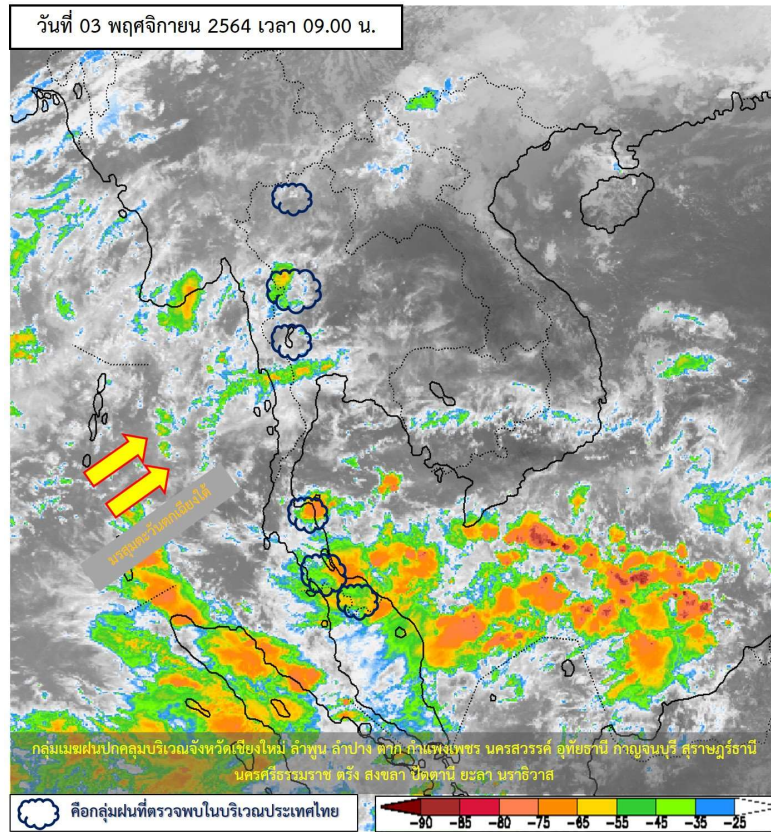 วันที่ 03 พฤศจิกายน 2564 เวลา 09.00 น.
มรสุมตะวันตกเฉียงใต้
กลุ่มเมฆฝนปกคลุมบริเวณจังหวัดเชียงใหม่ ลำพูน ลำปาง ตาก กำแพงเพชร นครสวรรค์ อุทัยธานี กาญจนบุรี สุราษฎร์ธานี
นครศรีธรรมราช ตรัง สงขลา ปัตตานี ยะลา นราธิวาส
คือกลุ่มฝนที่ตรวจพบในบริเวณประเทศไทย
-90 -85 -80 -75 -65 -55 -45 -35 -25